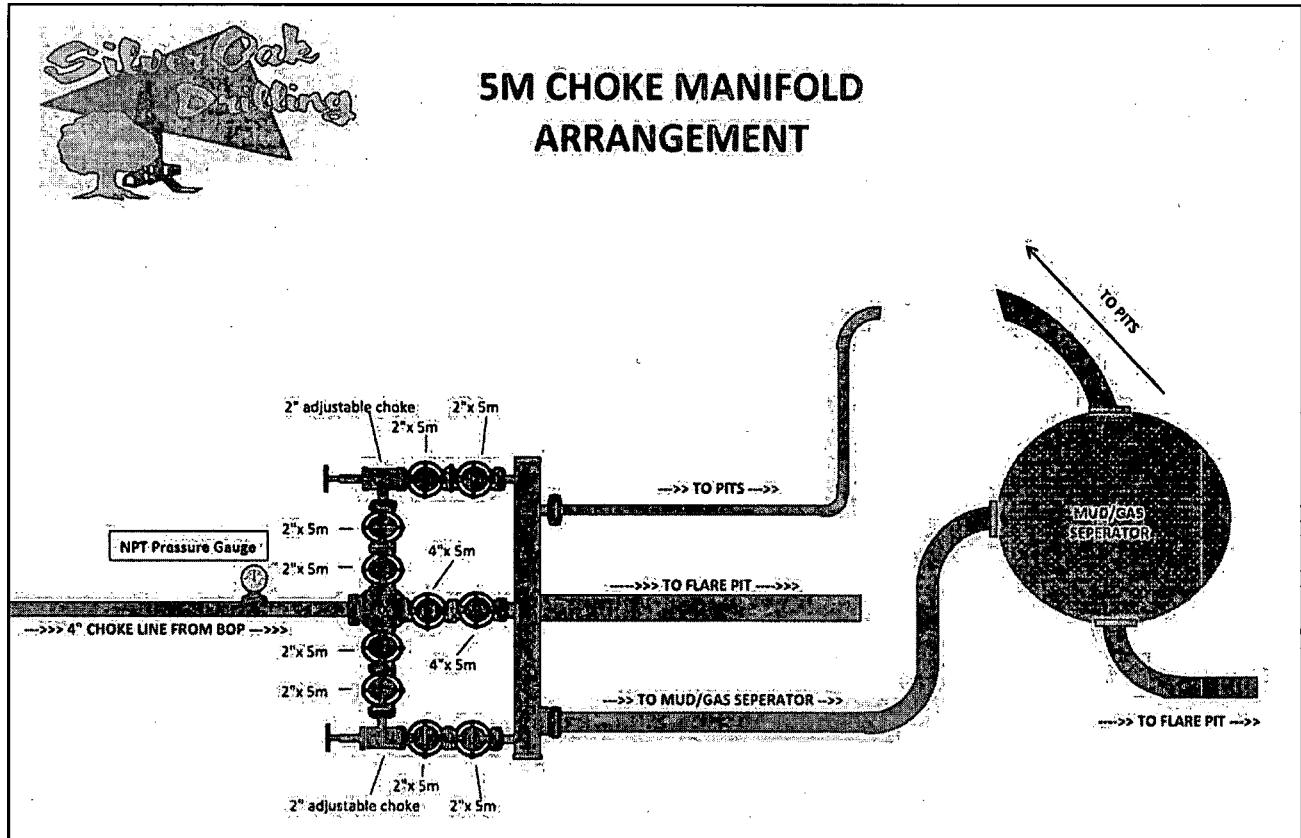 Silver Oak
Drilling
5M CHOKE MANIFOLD
ARRANGEMENT
TO PITS
2" adjustable choke
2"x 5m
2"x 5m
--->> TO PITS --->>
MUD/GAS
SEPERATOR
2"x 5m
NPT Pressure Gauge
4"x 5m
2"x 5m
---->>> TO FLARE PIT ---->>>
--->>> 4" CHOKE LINE FROM BOP --->>>
2"x 5m
4"x 5m
2"x 5m
--->> TO MUD/GAS SEPERATOR -->>
--->> TO FLARE PIT --->>
2"x 5m
2" adjustable choke
2"x 5m